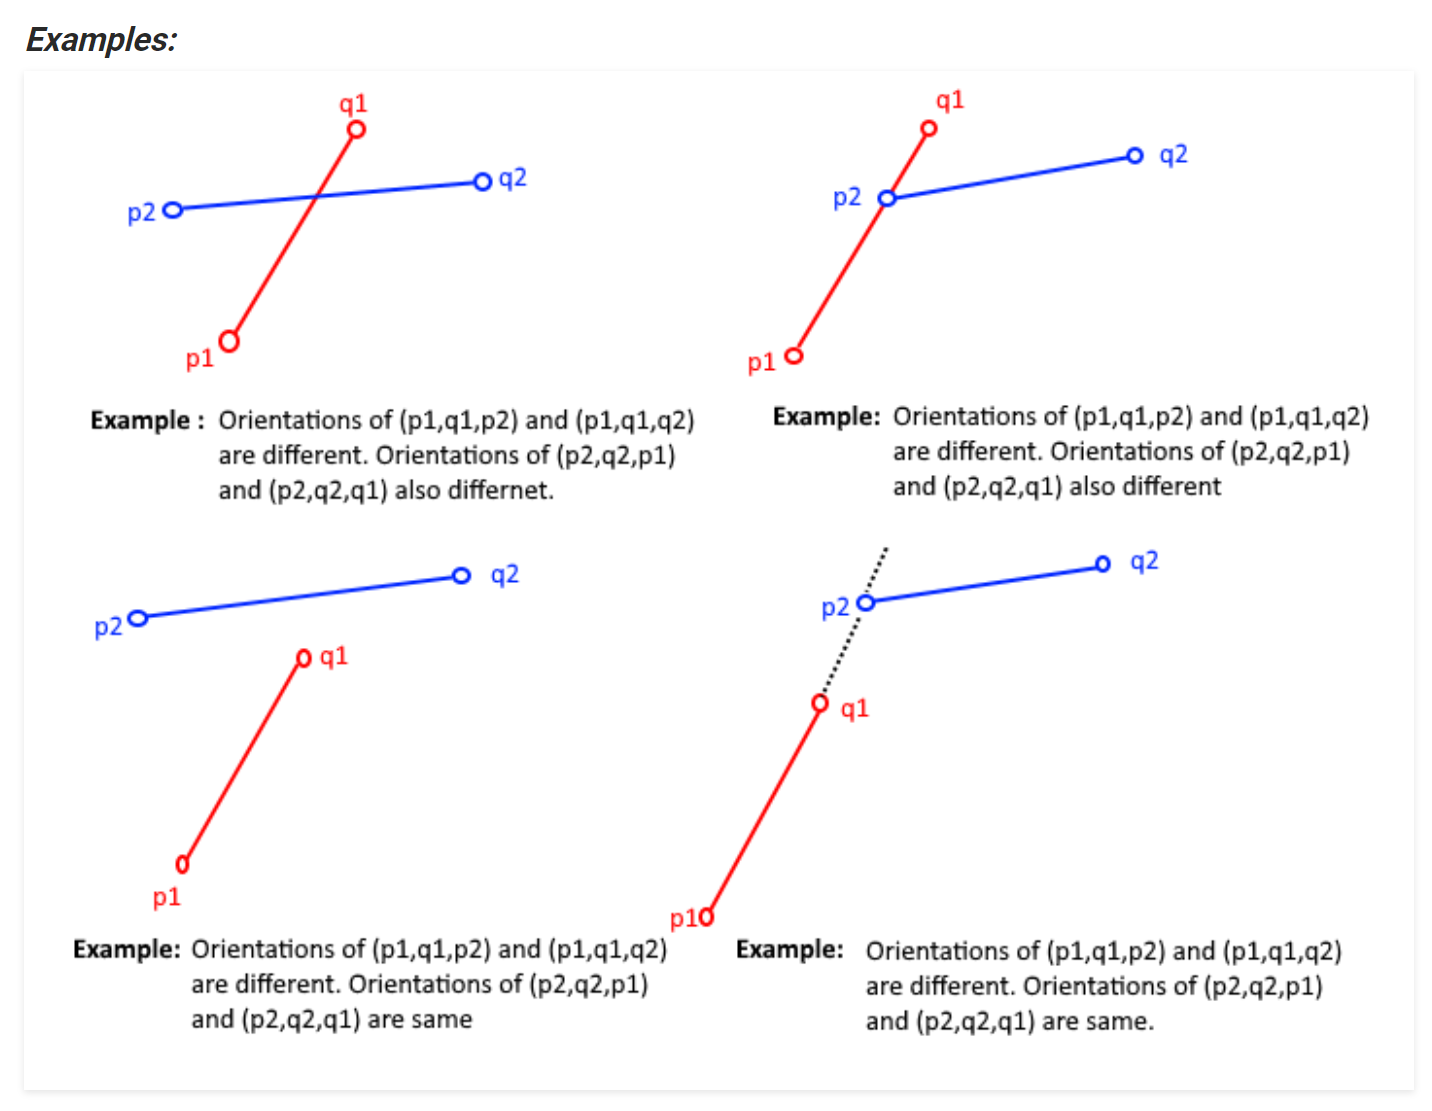 Examples:
q1
p2
q2
p1
Example : Orientations of (p1,q1,p2) and (p1,q1,q2)
are different. Orientations of (p2,q2,p1)
and (p2,q2,q1) also differnet.
q1
q2
p2
p1
Example: Orientations of (p1,q1,p2) and (p1,q1,q2)
are different. Orientations of (p2,q2,p1)
and (p2,q2,q1) also different
q2
p2
q1
p1
Example: Orientations of (p1,q1,p2) and (p1,q1,q2)
are different. Orientations of (p2,q2,p1)
and (p2,q2,q1) are same
q2
p2
q1
p1
Example: Orientations of (p1,q1,p2) and (p1,q1,q2)
are different. Orientations of (p2,q2,p1)
and (p2,q2,q1) are same.